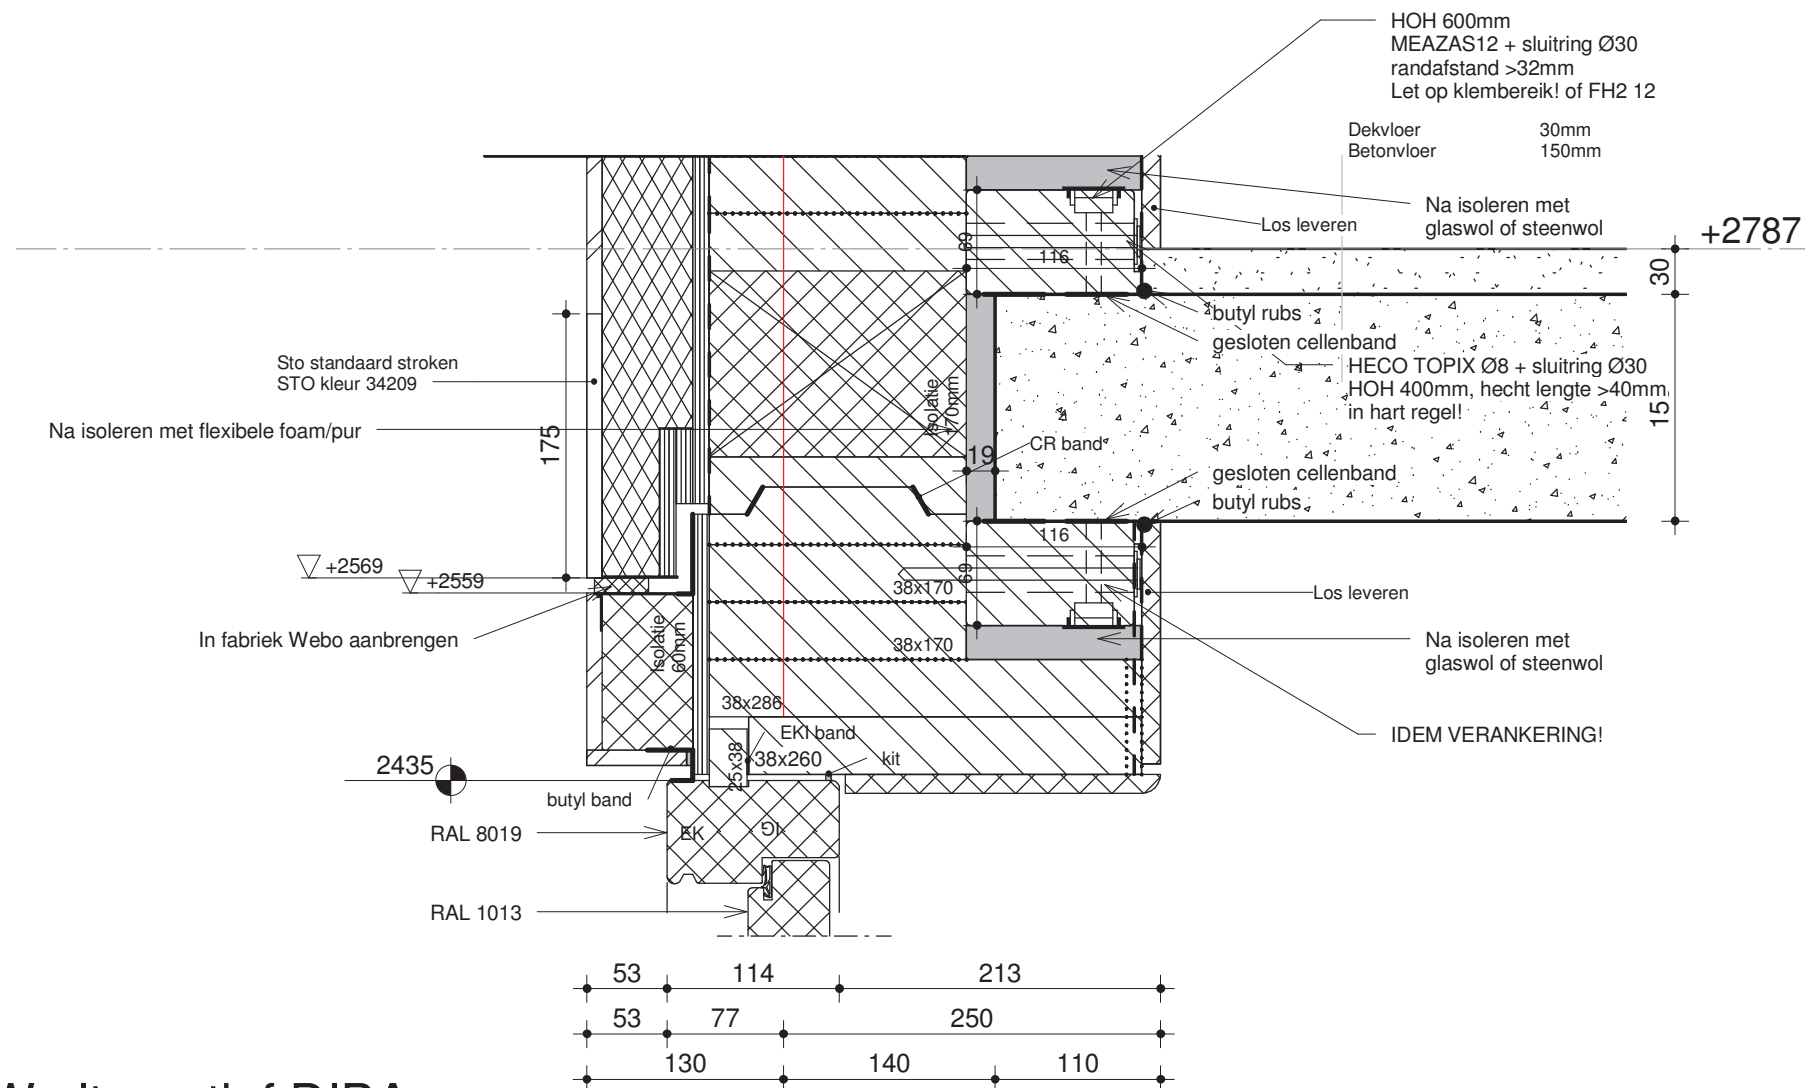 HOH 600mm
MEAZAS12 + sluitring Ø30
randafstand >32mm
Let op klembereik! of FH2 12
Dekvloer 30mm
Betonvloer 150mm
Na isoleren met
glaswol of steenwol
Los leveren
+2787
69
116
30
butyl rubs
gesloten cellenband
HECO TOPIX Ø8 + sluitring Ø30
HOH 400mm, hecht lengte >40mm,
in hart regel!
Sto standaard stroken
STO kleur 34209
Isolatie
170mm
Na isoleren met flexibele foam/pur
175
15
CR band
19
gesloten cellenband
butyl rubs
116
+2569
+2559
69
38x170
Los leveren
In fabriek Webo aanbrengen
Isolatie
60mm
38x170
Na isoleren met
glaswol of steenwol
38x286
EKI band
IDEM VERANKERING!
2435
25x38
38x260
kit
butyl band
RAL 8019
EK
IG
RAL 1013
53 114 213
53 77 250
130 140 110